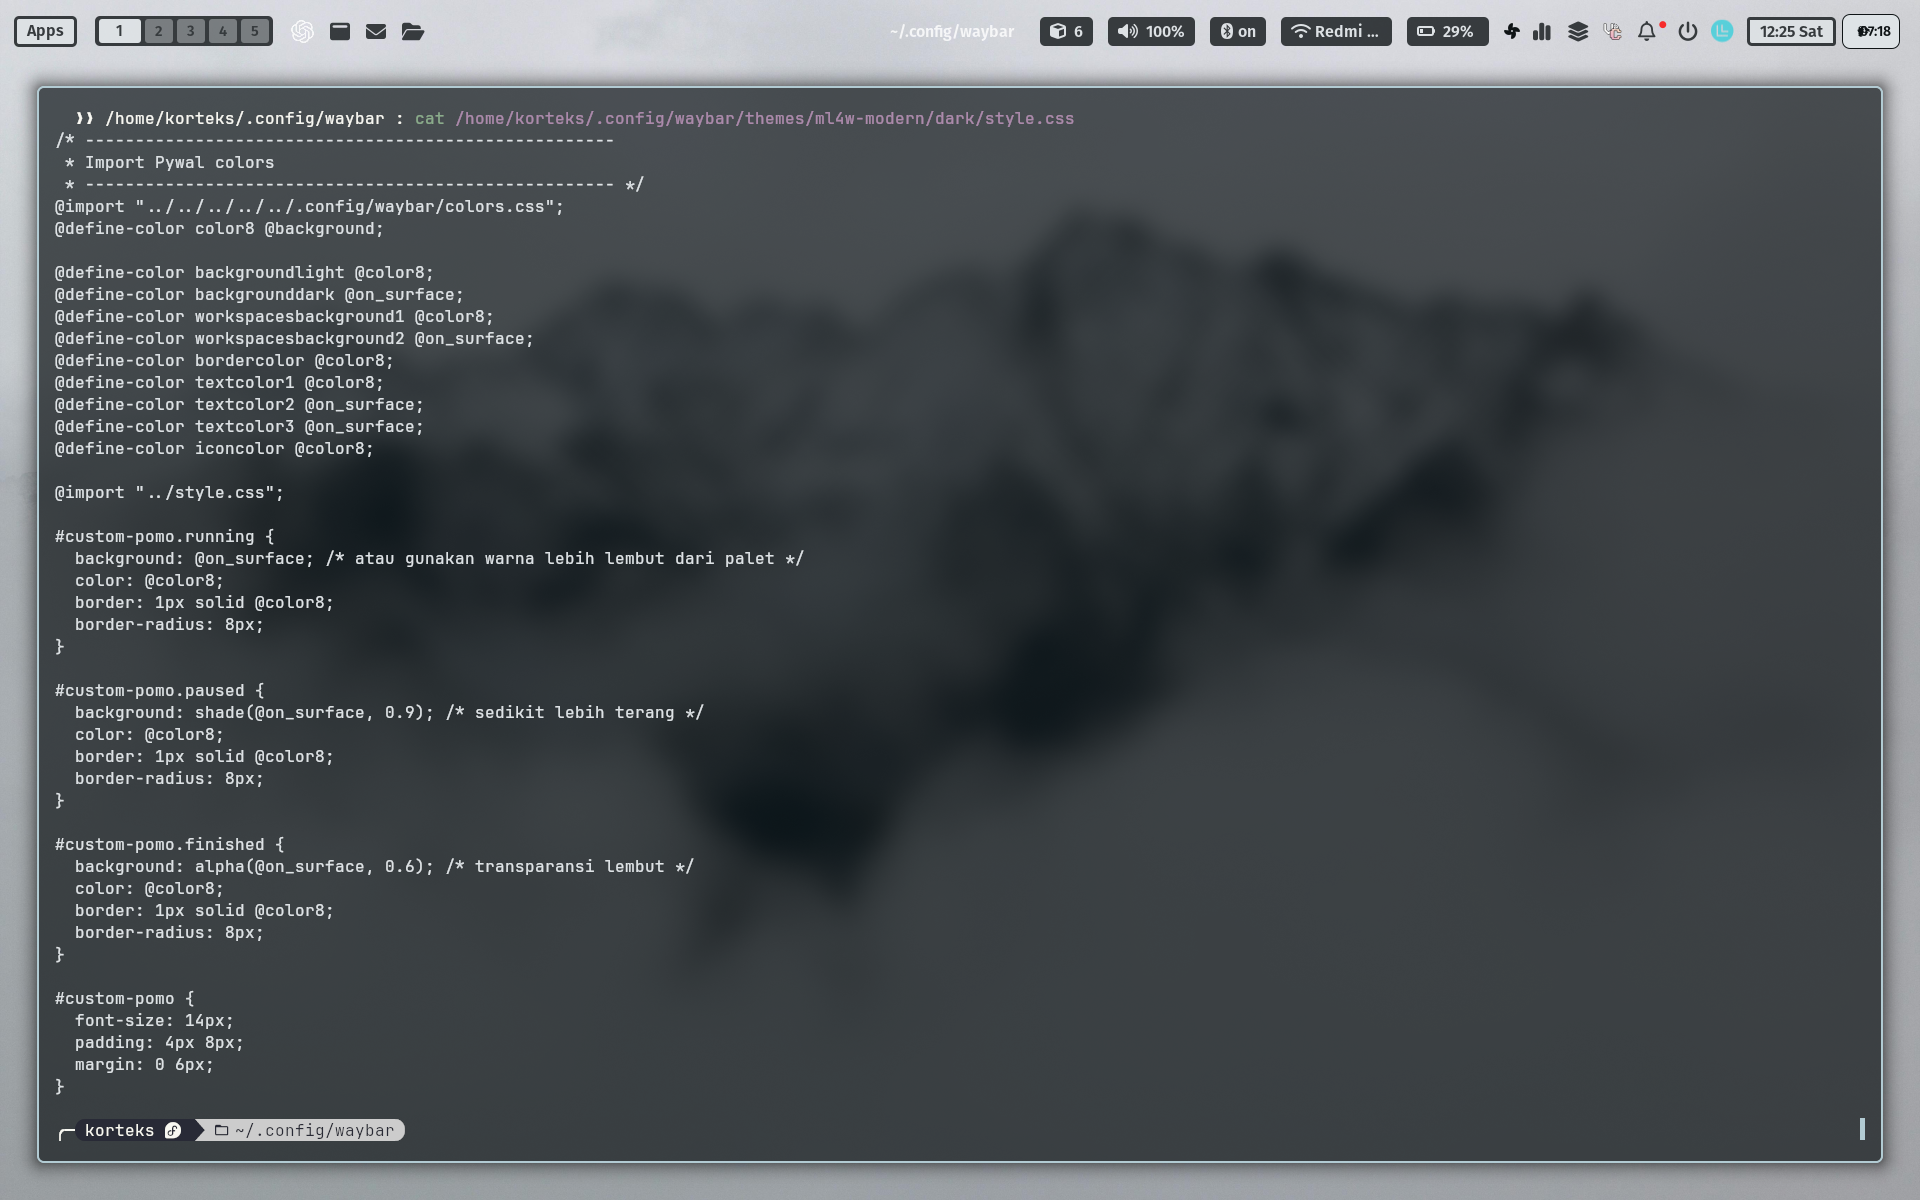 Apps 1 2 3 4 5 ~/.config/waybar 6 100% on Redmi ... 29% 12:25 Sat 07:18
❱❱ /home/korteks/.config/waybar : cat /home/korteks/.config/waybar/themes/ml4w-modern/dark/style.css
/* -----------------------------------------------------
 * Import Pywal colors
 * ----------------------------------------------------- */
@import "../../../../../.config/waybar/colors.css";
@define-color color8 @background;
@define-color backgroundlight @color8;
@define-color backgrounddark @on_surface;
@define-color workspacesbackground1 @color8;
@define-color workspacesbackground2 @on_surface;
@define-color bordercolor @color8;
@define-color textcolor1 @color8;
@define-color textcolor2 @on_surface;
@define-color textcolor3 @on_surface;
@define-color iconcolor @color8;
@import "../style.css";
#custom-pomo.running {
  background: @on_surface; /* atau gunakan warna lebih lembut dari palet */
  color: @color8;
  border: 1px solid @color8;
  border-radius: 8px;
}
#custom-pomo.paused {
  background: shade(@on_surface, 0.9); /* sedikit lebih terang */
  color: @color8;
  border: 1px solid @color8;
  border-radius: 8px;
}
#custom-pomo.finished {
  background: alpha(@on_surface, 0.6); /* transparansi lembut */
  color: @color8;
  border: 1px solid @color8;
  border-radius: 8px;
}
#custom-pomo {
  font-size: 14px;
  padding: 4px 8px;
  margin: 0 6px;
}
korteks ~/.config/waybar